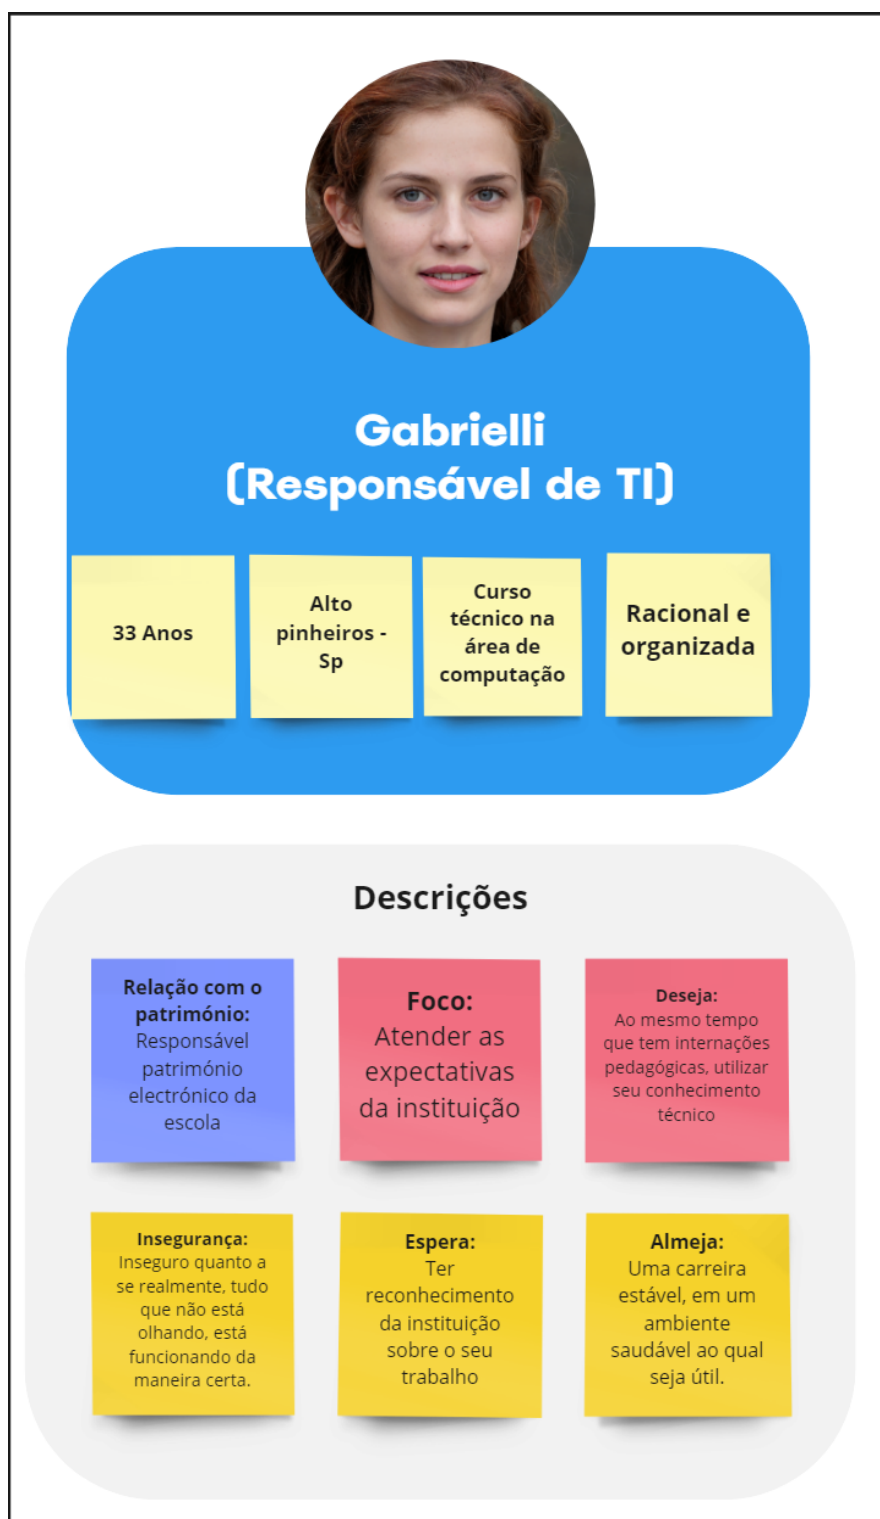 Gabrielli
(Responsável de TI)
33 Anos
Alto
pinheiros -
Sp
Curso
técnico na
área de
computação
Racional e
organizada
Descrições
Relação com o
património:
Responsável
património
electrónico da
escola
Foco:
Atender as
expectativas
da instituição
Deseja:
Ao mesmo tempo
que tem internações
pedagógicas, utilizar
seu conhecimento
técnico
Insegurança:
Inseguro quanto a
se realmente, tudo
que não está
olhando, está
funcionando da
maneira certa.
Espera:
Ter
reconhecimento
da instituição
sobre o seu
trabalho
Almeja:
Uma carreira
estável, em um
ambiente
saudável ao qual
seja útil.